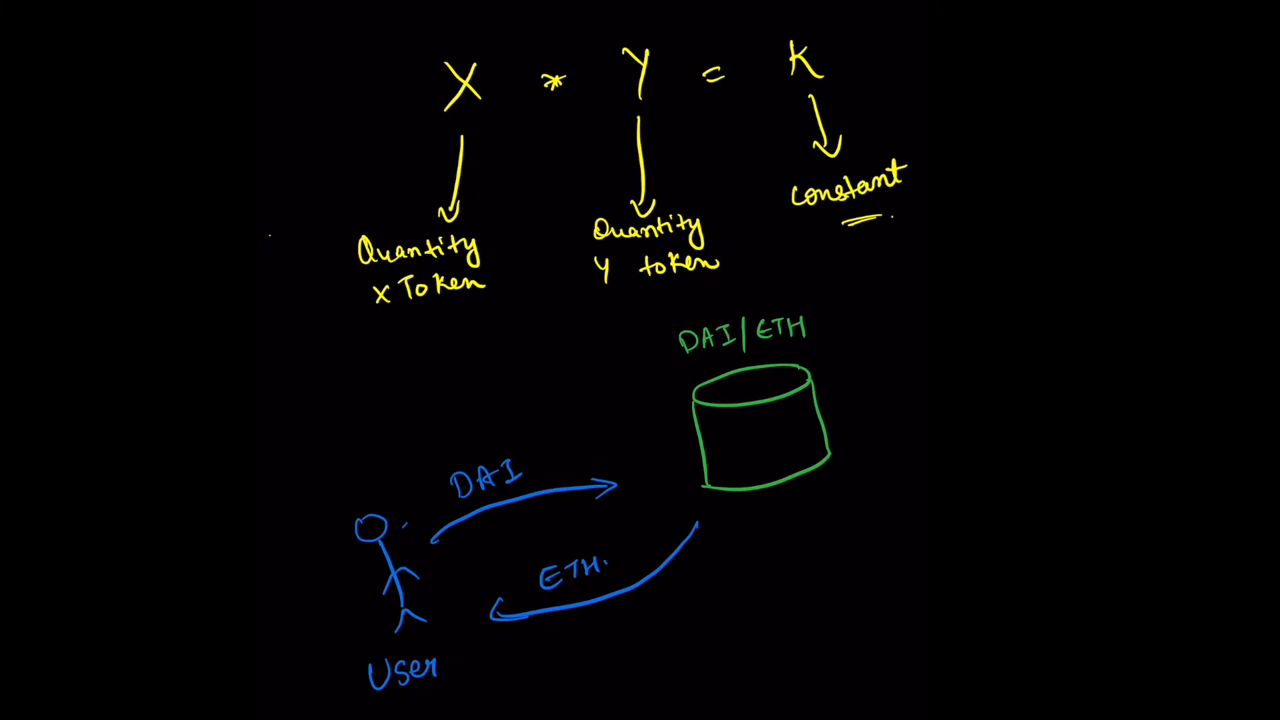 X * Y = K
constant
Quantity
X Token
Quantity
Y token
DAI/ETH
DAI
ETH.
User